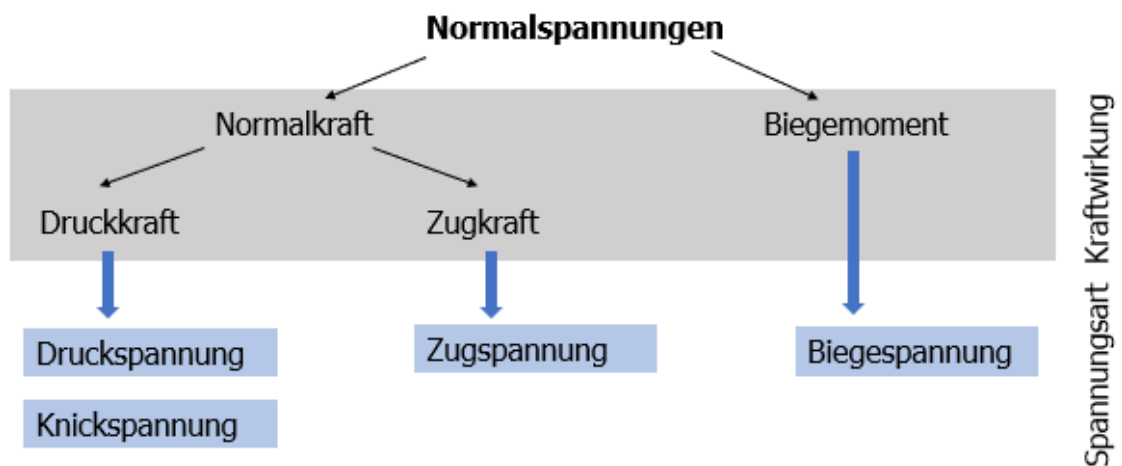 Normalspannungen
Normalkraft
Biegemoment
Druckkraft
Zugkraft
Kraftwirkung
Druckspannung
Zugspannung
Biegespannung
Knickspannung
Spannungsart